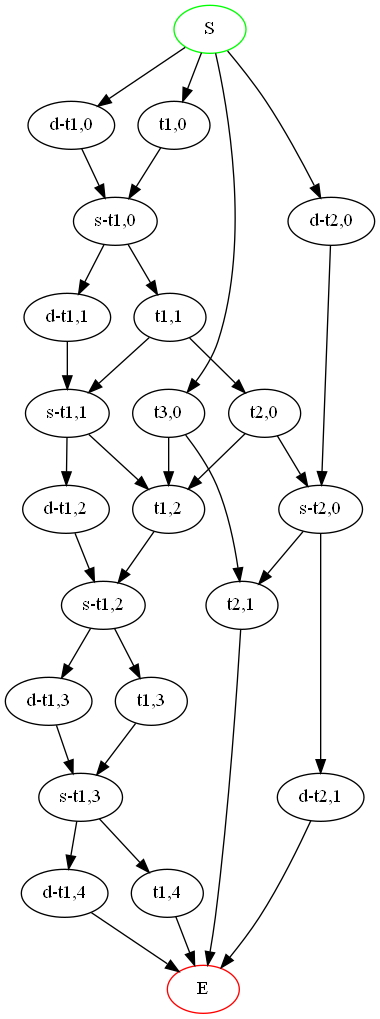 S
d-t1,0
t1,0
s-t1,0
d-t2,0
d-t1,1
t1,1
s-t1,1
t3,0
t2,0
d-t1,2
t1,2
s-t2,0
s-t1,2
t2,1
d-t1,3
t1,3
s-t1,3
d-t2,1
d-t1,4
t1,4
E